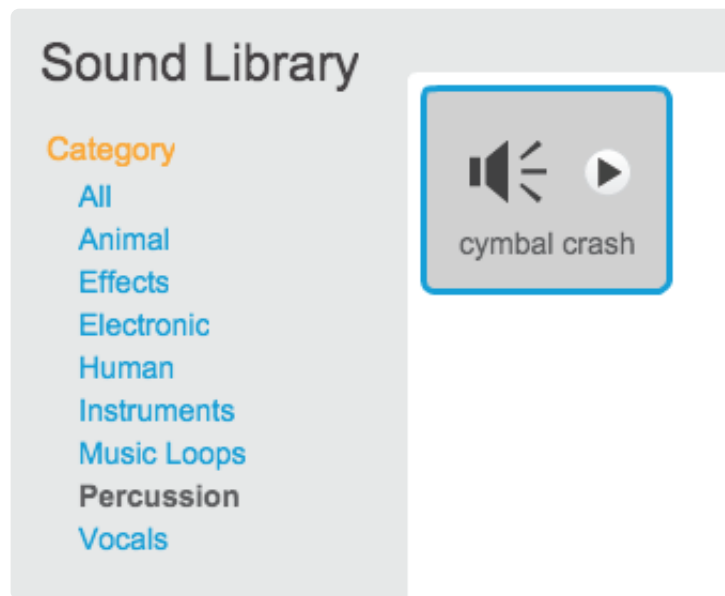 Sound Library
Category
All
Animal
Effects
Electronic
Human
Instruments
Music Loops
Percussion
Vocals
cymbal crash